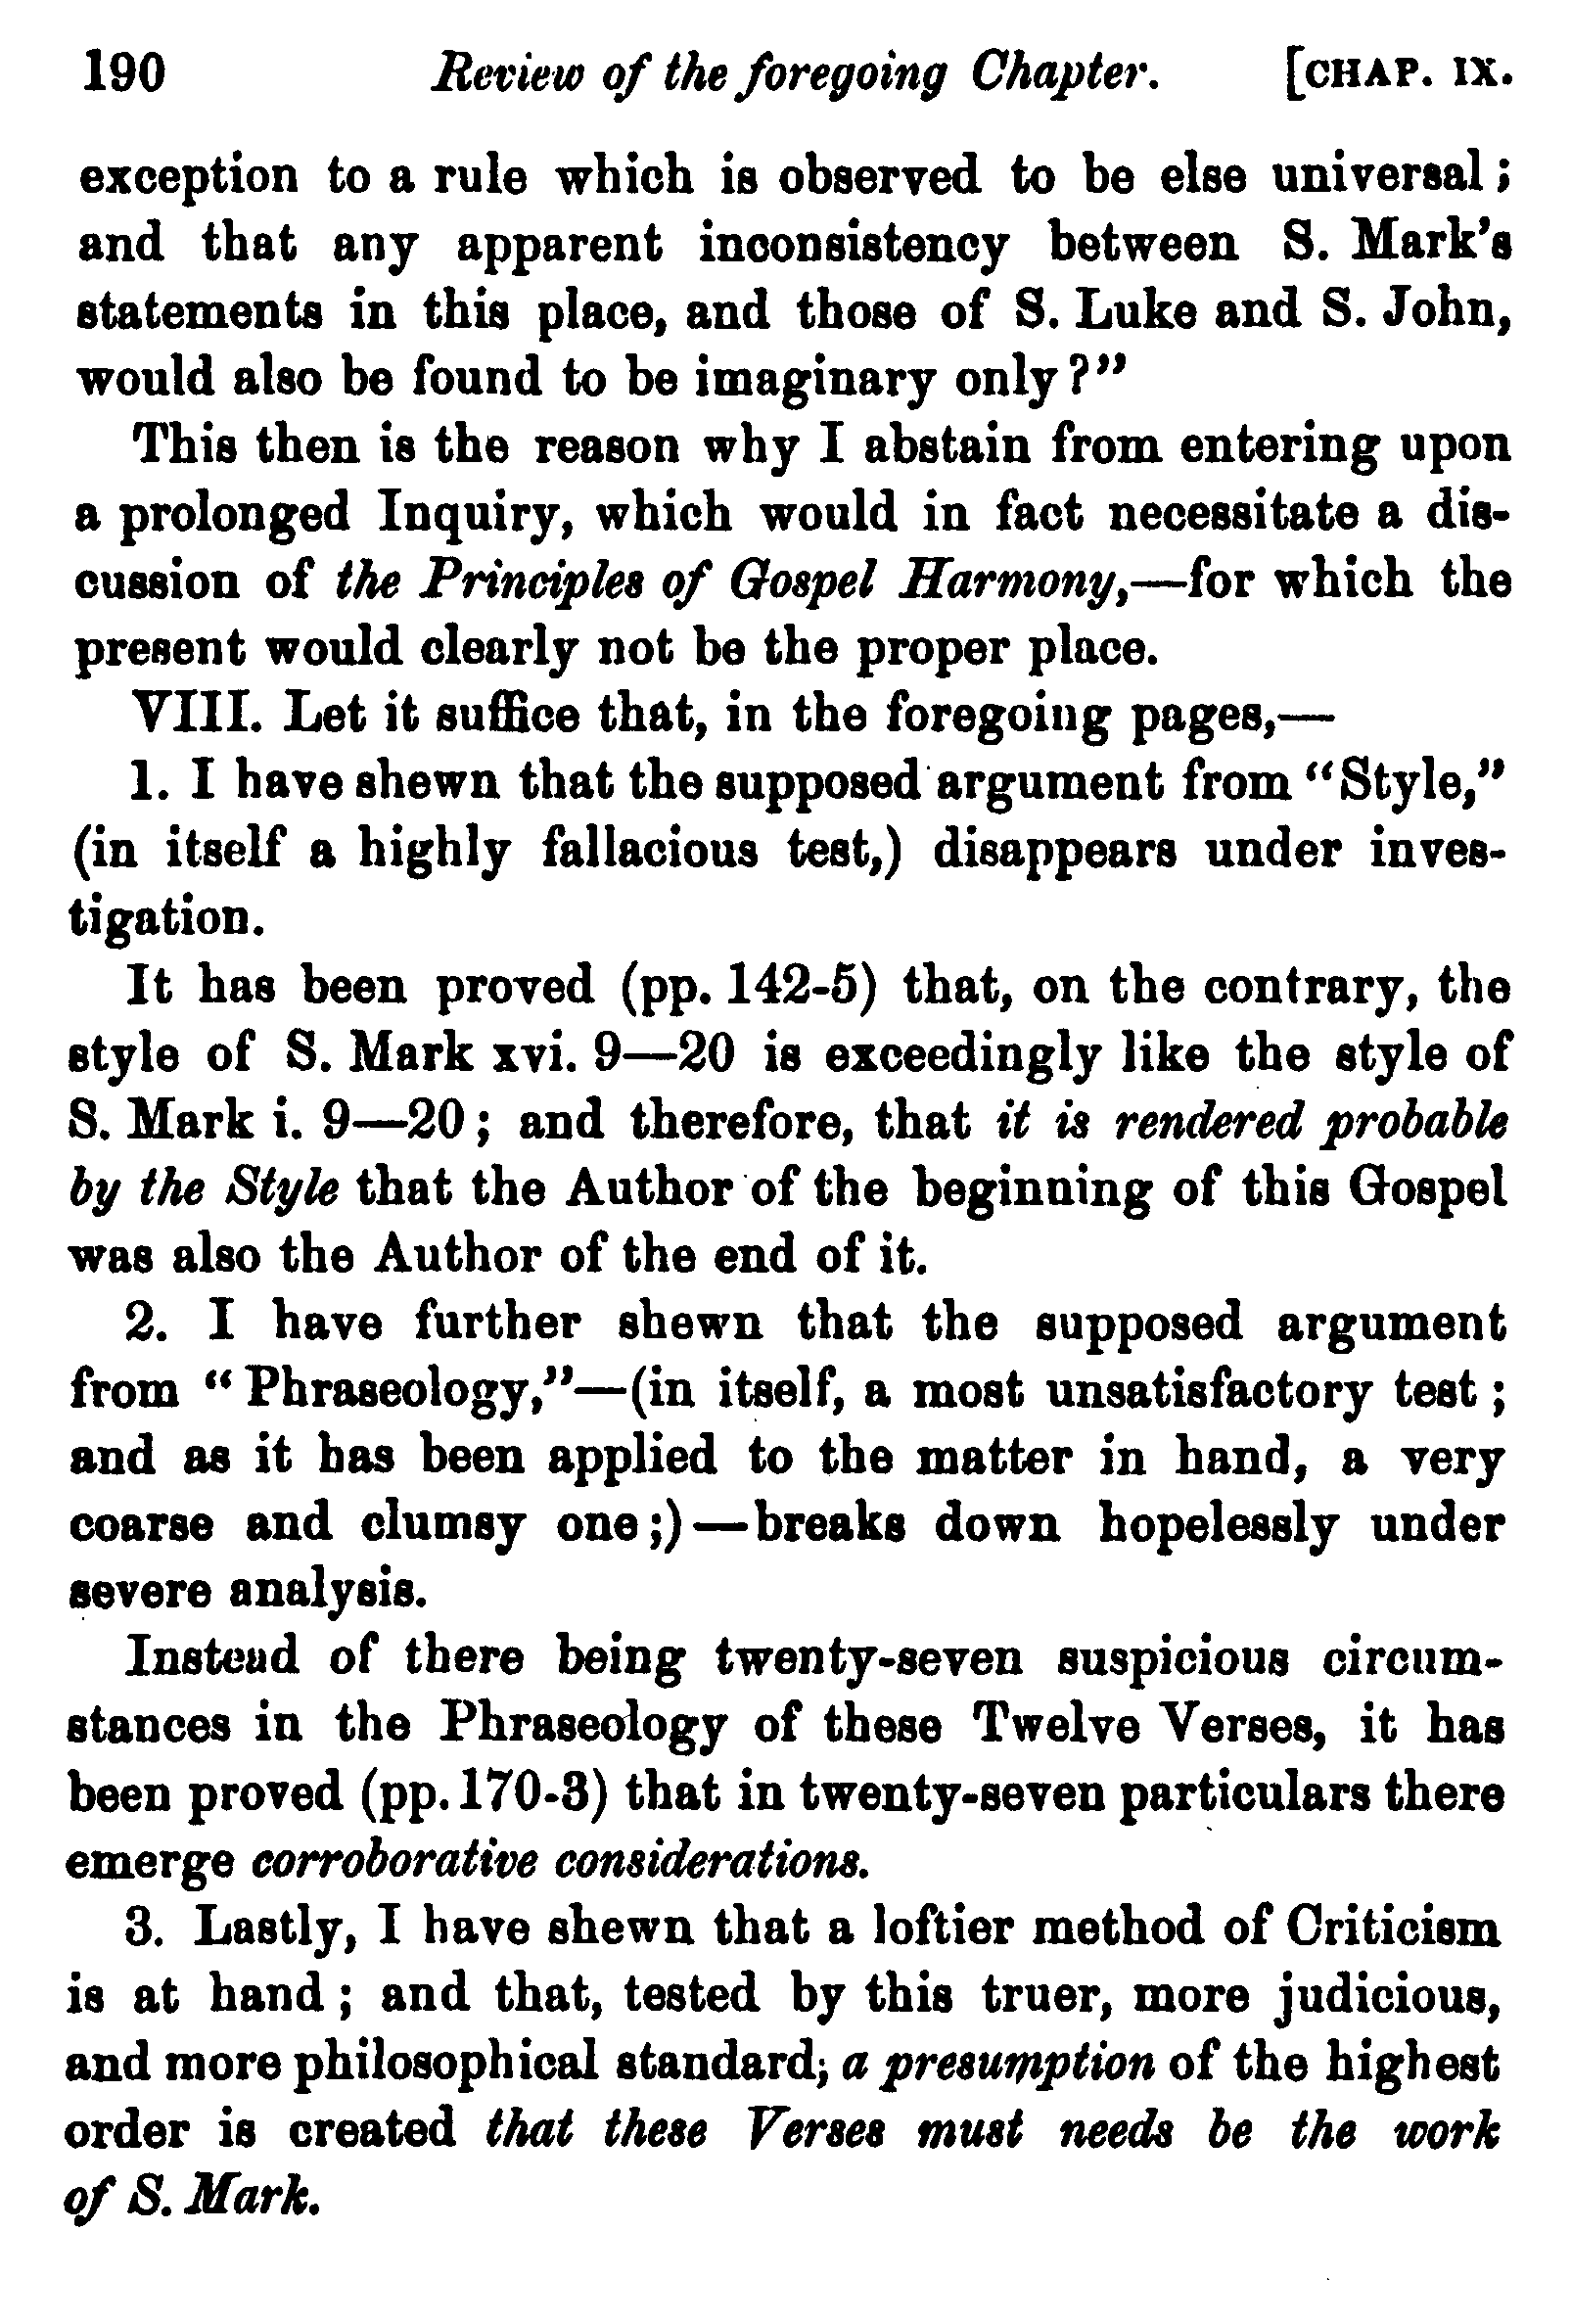 190 Review of the foregoing Chapter. [CHAP. IX.
exception to a rule which is observed to be else universal;
and that any apparent inconsistency between S. Mark's
statements in this place, and those of S. Luke and S. John,
would also be found to be imaginary only?"
This then is the reason why I abstain from entering upon
a prolonged Inquiry, which would in fact necessitate a dis-
cussion of the Principles of Gospel Harmony,—for which the
present would clearly not be the proper place.
VIII. Let it suffice that, in the foregoing pages,—
1. I have shewn that the supposed argument from "Style,"
(in itself a highly fallacious test,) disappears under inves-
tigation.
It has been proved (pp. 142-5) that, on the contrary, the
style of S. Mark xvi. 9—20 is exceedingly like the style of
S. Mark i. 9—20; and therefore, that it is rendered probable
by the Style that the Author of the beginning of this Gospel
was also the Author of the end of it.
2. I have further shewn that the supposed argument
from "Phraseology,"—(in itself, a most unsatisfactory test;
and as it has been applied to the matter in hand, a very
coarse and clumsy one;)—breaks down hopelessly under
severe analysis.
Instead of there being twenty-seven suspicious circum-
stances in the Phraseology of these Twelve Verses, it has
been proved (pp. 170-3) that in twenty-seven particulars there
emerge corroborative considerations.
3. Lastly, I have shewn that a loftier method of Criticism
is at hand; and that, tested by this truer, more judicious,
and more philosophical standard; a presumption of the highest
order is created that these Verses must needs be the work
of S. Mark.